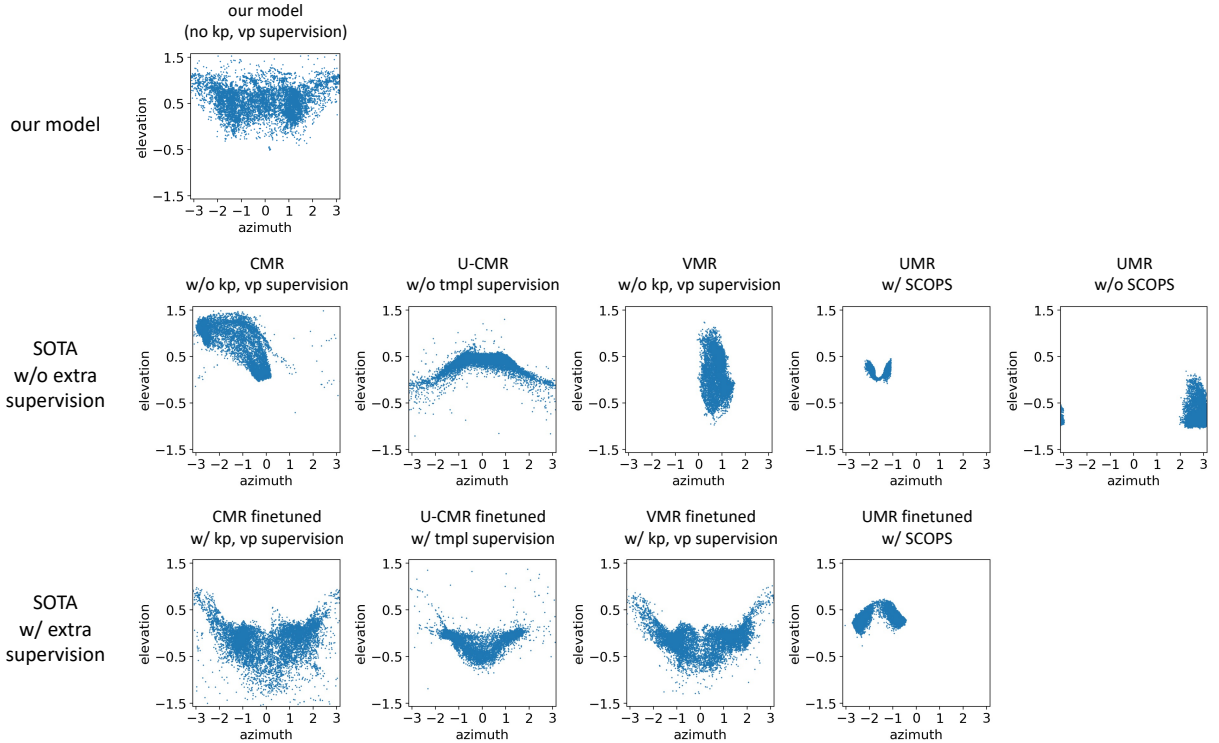 our model
(no kp, vp supervision)
our model
elevation
1.5
0.5
−0.5
−1.5
−3 −2 −1 0 1 2 3
azimuth
SOTA
w/o extra
supervision
CMR
w/o kp, vp supervision
elevation
1.5
0.5
−0.5
−1.5
−3 −2 −1 0 1 2 3
azimuth
U-CMR
w/o tmpl supervision
elevation
1.5
0.5
−0.5
−1.5
−3 −2 −1 0 1 2 3
azimuth
VMR
w/o kp, vp supervision
elevation
1.5
0.5
−0.5
−1.5
−3 −2 −1 0 1 2 3
azimuth
UMR
w/ SCOPS
elevation
1.5
0.5
−0.5
−1.5
−3 −2 −1 0 1 2 3
azimuth
UMR
w/o SCOPS
elevation
1.5
0.5
−0.5
−1.5
−3 −2 −1 0 1 2 3
azimuth
SOTA
w/ extra
supervision
CMR finetuned
w/ kp, vp supervision
elevation
1.5
0.5
−0.5
−1.5
−3 −2 −1 0 1 2 3
azimuth
U-CMR finetuned
w/ tmpl supervision
elevation
1.5
0.5
−0.5
−1.5
−3 −2 −1 0 1 2 3
azimuth
VMR finetuned
w/ kp, vp supervision
elevation
1.5
0.5
−0.5
−1.5
−3 −2 −1 0 1 2 3
azimuth
UMR finetuned
w/ SCOPS
elevation
1.5
0.5
−0.5
−1.5
−3 −2 −1 0 1 2 3
azimuth